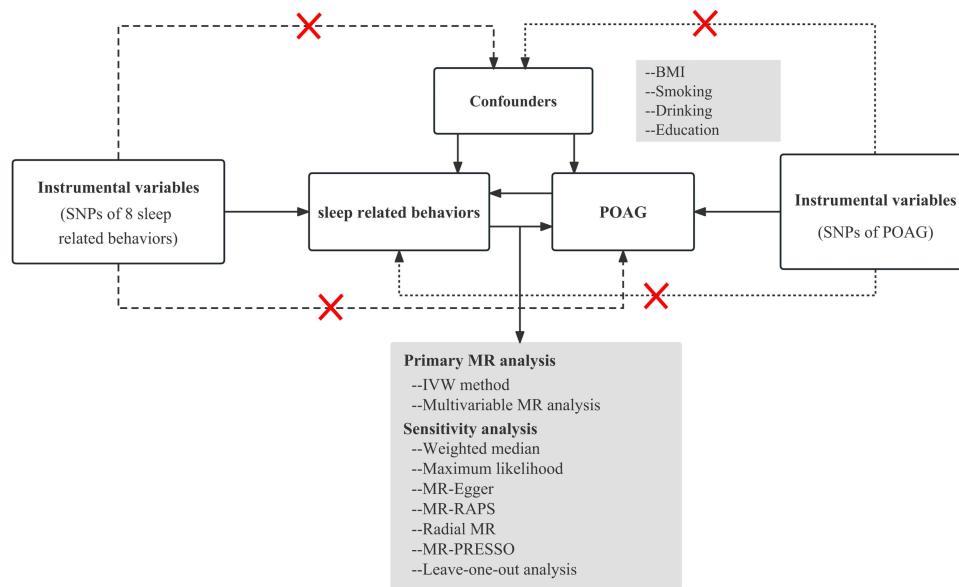 Confounders
--BMI
--Smoking
--Drinking
--Education
Instrumental variables
(SNPs of 8 sleep
related behaviors)
sleep related behaviors
POAG
Instrumental variables
(SNPs of POAG)
Primary MR analysis
--IVW method
--Multivariable MR analysis
Sensitivity analysis
--Weighted median
--Maximum likelihood
--MR-Egger
--MR-RAPS
--Radial MR
--MR-PRESSO
--Leave-one-out analysis